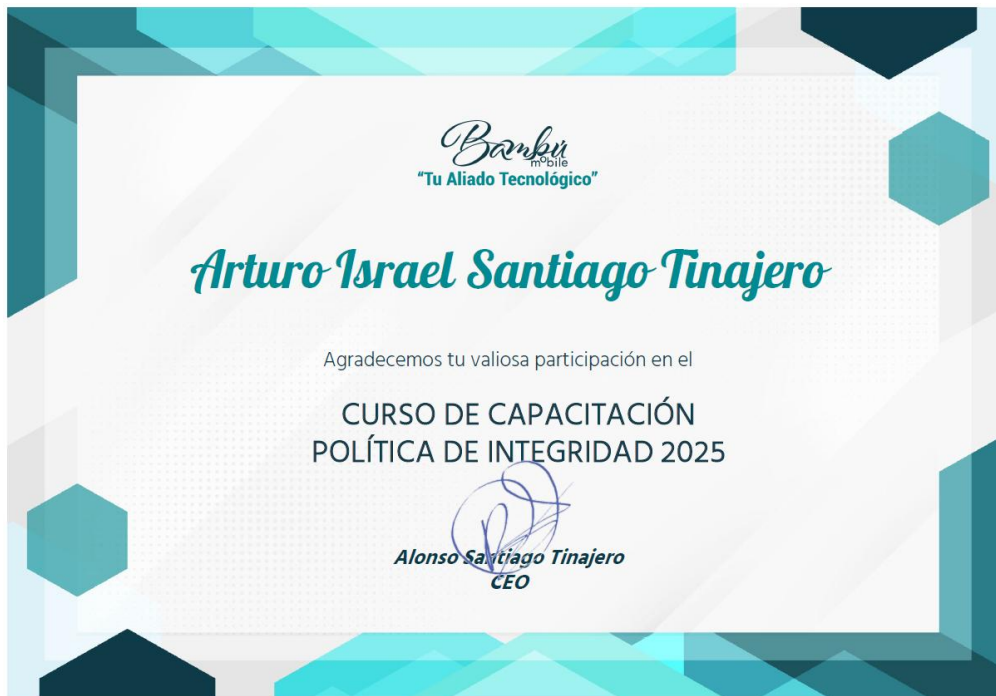 Bambú
mobile
“Tu Aliado Tecnológico”
Arturo Israel Santiago Tinajero
Agradecemos tu valiosa participación en el
CURSO DE CAPACITACIÓN
POLÍTICA DE INTEGRIDAD 2025
Alonso Santiago Tinajero
CEO